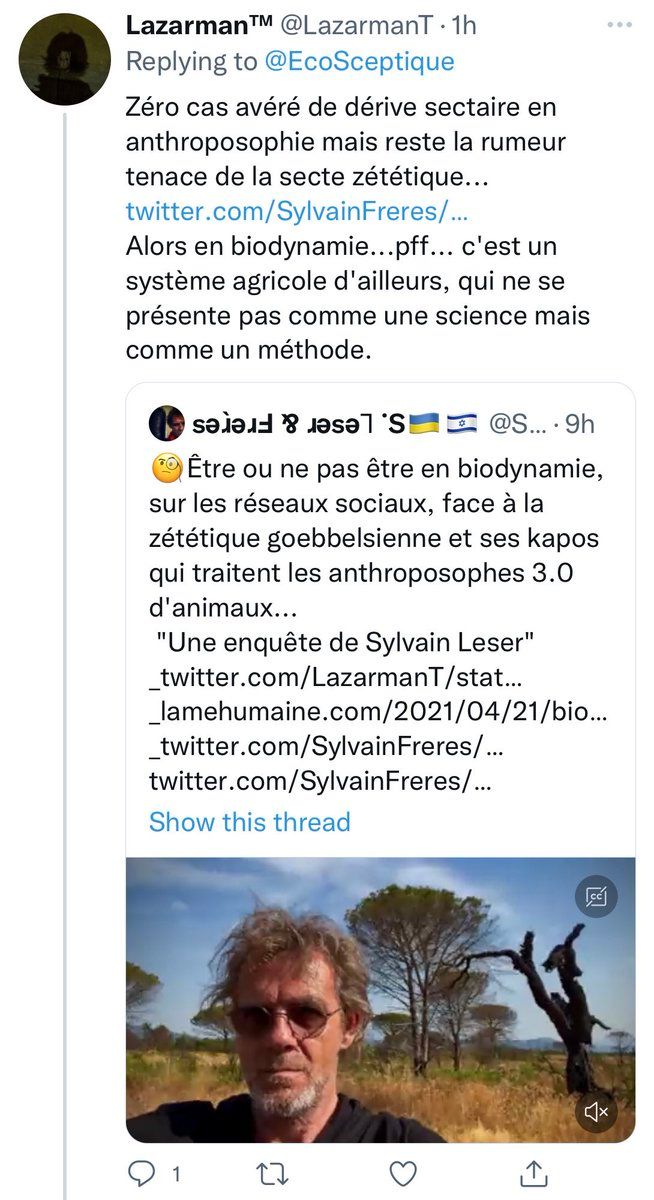 Lazarman™ @LazarmanT · 1h
Replying to @EcoSceptique
Zéro cas avéré de dérive sectaire en
anthroposophie mais reste la rumeur
tenace de la secte zététique...
twitter.com/SylvainFreres/...
Alors en biodynamie...pff... c'est un
système agricole d'ailleurs, qui ne se
présente pas comme une science mais
comme un méthode.
sǝɹ̀ǝɹℲ ⅋ ɹǝsǝ⅂ ˙S🇺🇦 🇮🇱 @S... · 9h
🧐Être ou ne pas être en biodynamie,
sur les réseaux sociaux, face à la
zététique goebbelsienne et ses kapos
qui traitent les anthroposophes 3.0
d'animaux...
"Une enquête de Sylvain Leser"
_twitter.com/LazarmanT/stat...
_lamehumaine.com/2021/04/21/bio...
_twitter.com/SylvainFreres/...
twitter.com/SylvainFreres/...
Show this thread
cc
1